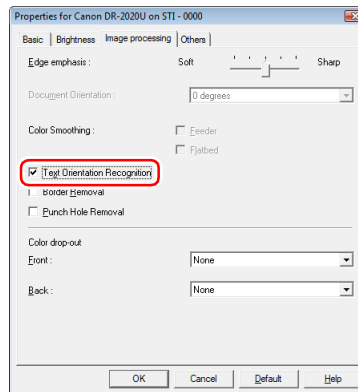 Properties for Canon DR-2020U on STI - 0000
Basic Brightness Image processing Others
Edge emphasis : Soft Sharp
Document Orientation : 0 degrees
Color Smoothing : Feeder
Flatbed
Text Orientation Recognition
Border Removal
Punch Hole Removal
Color drop-out
Front : None
Back : None
OK Cancel Default Help